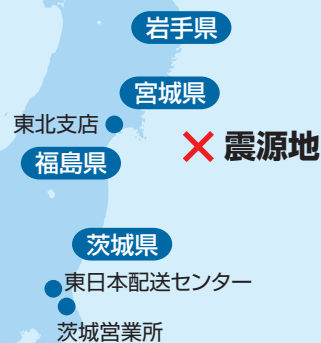 岩手県
宮城県
東北支店
震源地
福島県
茨城県
東日本配送センター
茨城営業所